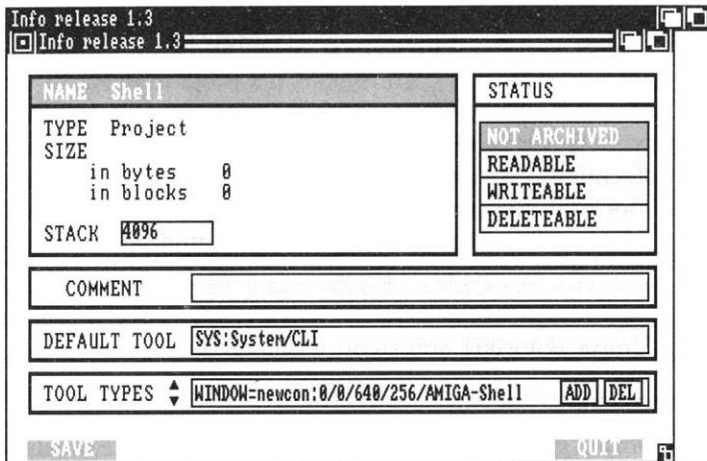 Info release 1.3
Info release 1.3
NAME Shell
STATUS
TYPE Project
SIZE
in bytes 0
in blocks 0
STACK 4096
NOT ARCHIVED
READABLE
WRITEABLE
DELETEABLE
COMMENT
DEFAULT TOOL SYS:System/CLI
TOOL TYPES WINDOW=newcon:0/0/640/256/AMIGA-Shell ADD DEL
SAVE QUIT